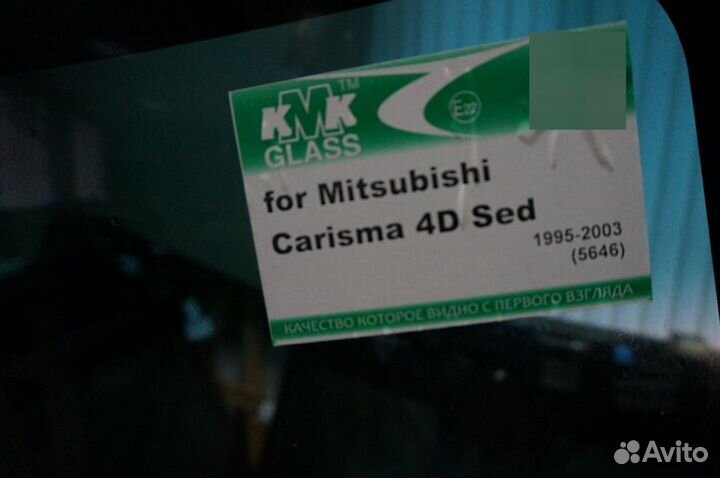 KMK™
GLASS
E22
for Mitsubishi
Carisma 4D Sed
1995-2003
(5646)
КАЧЕСТВО КОТОРОЕ ВИДНО С ПЕРВОГО ВЗГЛЯДА
Avito